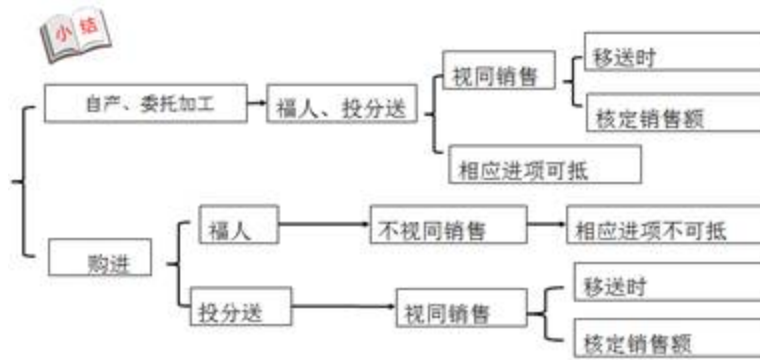 小结
移送时
视同销售
自产、委托加工
福人、投分送
核定销售额
相应进项可抵
福人
不视同销售
相应进项不可抵
购进
移送时
投分送
视同销售
核定销售额